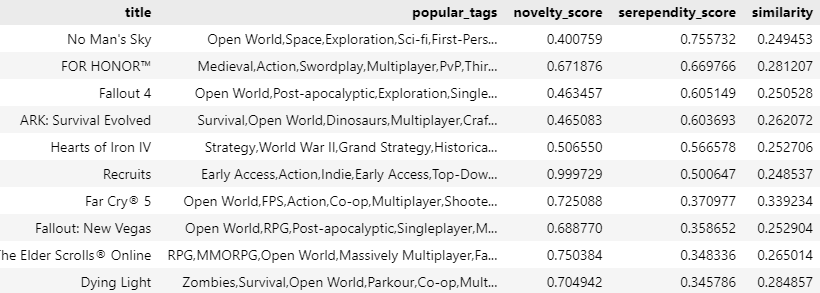 title popular_tags novelty_score serependity_score similarity
No Man's Sky Open World,Space,Exploration,Sci-fi,First-Pers... 0.400759 0.755732 0.249453
FOR HONOR™ Medieval,Action,Swordplay,Multiplayer,PvP,Thir... 0.671876 0.669766 0.281207
Fallout 4 Open World,Post-apocalyptic,Exploration,Single... 0.463457 0.605149 0.250528
ARK: Survival Evolved Survival,Open World,Dinosaurs,Multiplayer,Craf... 0.465083 0.603693 0.262072
Hearts of Iron IV Strategy,World War II,Grand Strategy,Historica... 0.506550 0.566578 0.252706
Recruits Early Access,Action,Indie,Early Access,Top-Dow... 0.999729 0.500647 0.248537
Far Cry® 5 Open World,FPS,Action,Co-op,Multiplayer,Shoote... 0.725088 0.370977 0.339234
Fallout: New Vegas Open World,RPG,Post-apocalyptic,Singleplayer,M... 0.688770 0.358652 0.252904
The Elder Scrolls® Online RPG,MMORPG,Open World,Massively Multiplayer,Fa... 0.750384 0.348336 0.265014
Dying Light Zombies,Survival,Open World,Parkour,Co-op,Mult... 0.704942 0.345786 0.284857